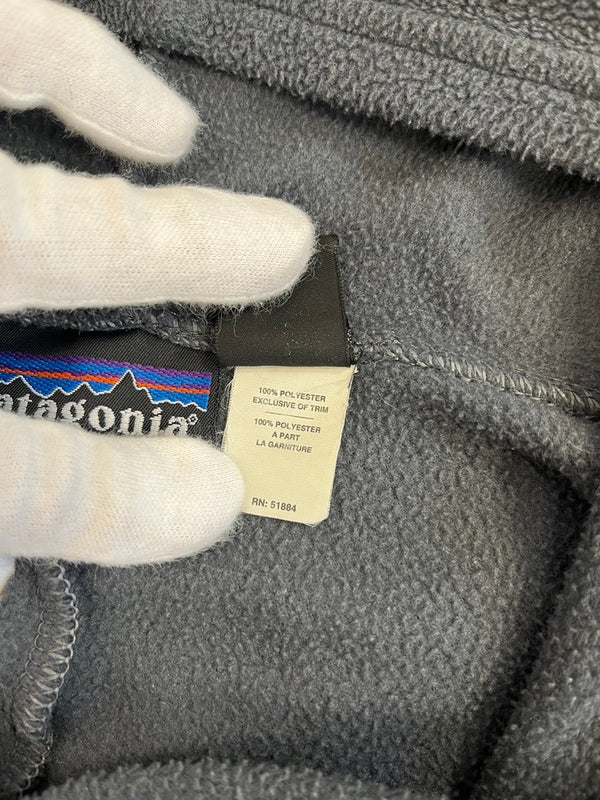 atagonia®
100% POLYESTER
EXCLUSIVE OF TRIM
100% POLYESTER
A PART
LA GARNITURE
RN: 51884